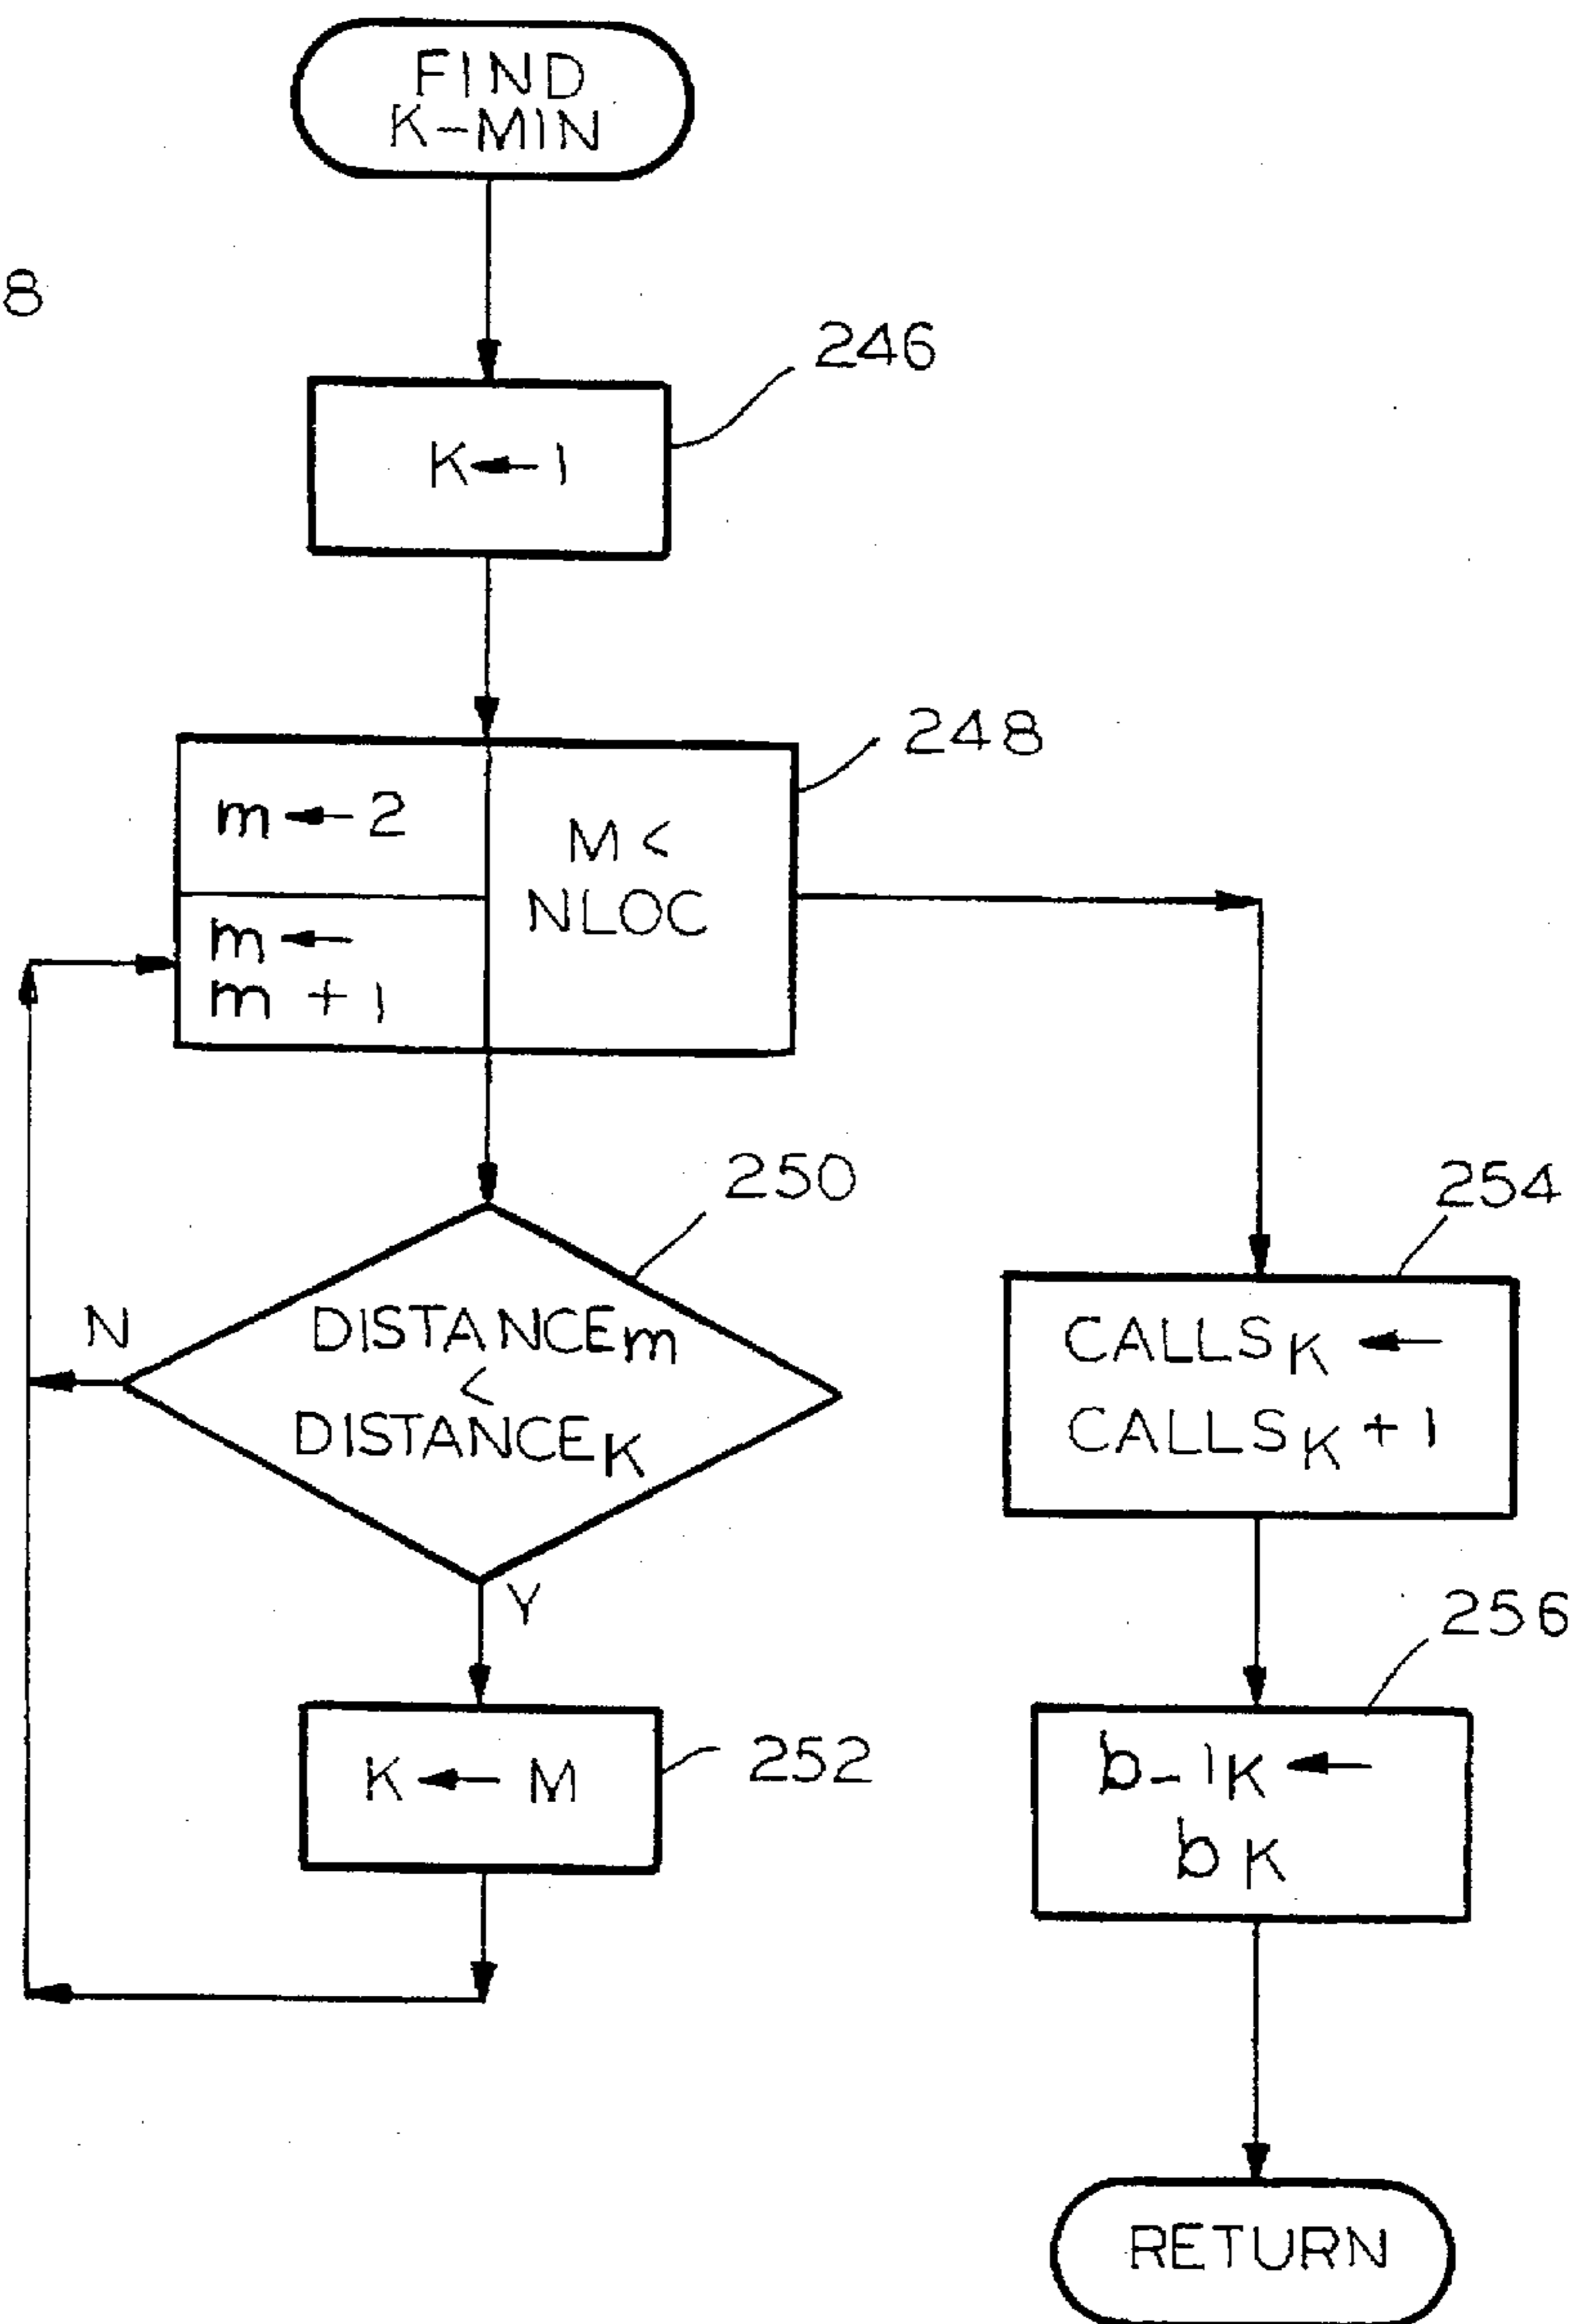 FIND
K-MIN
8
246
K←1
248
m←2
M <
NLOC
m←
m + 1
250
254
N
DISTANCEm
<
DISTANCEK
CALLSK ←
CALLSK + 1
Y
256
252
K ← M
b-1K ←
bK
RETURN